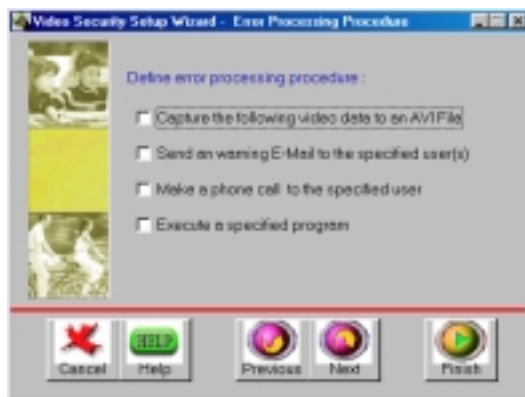 Video Security Setup Wizard - Error Processing Procedure
Define error processing procedure :
Capture the following video data to an AVI File
Send an warning E-Mail to the specified user(s)
Make a phone call to the specified user
Execute a specified program
HELP
Cancel
Help
Previous
Next
Finish